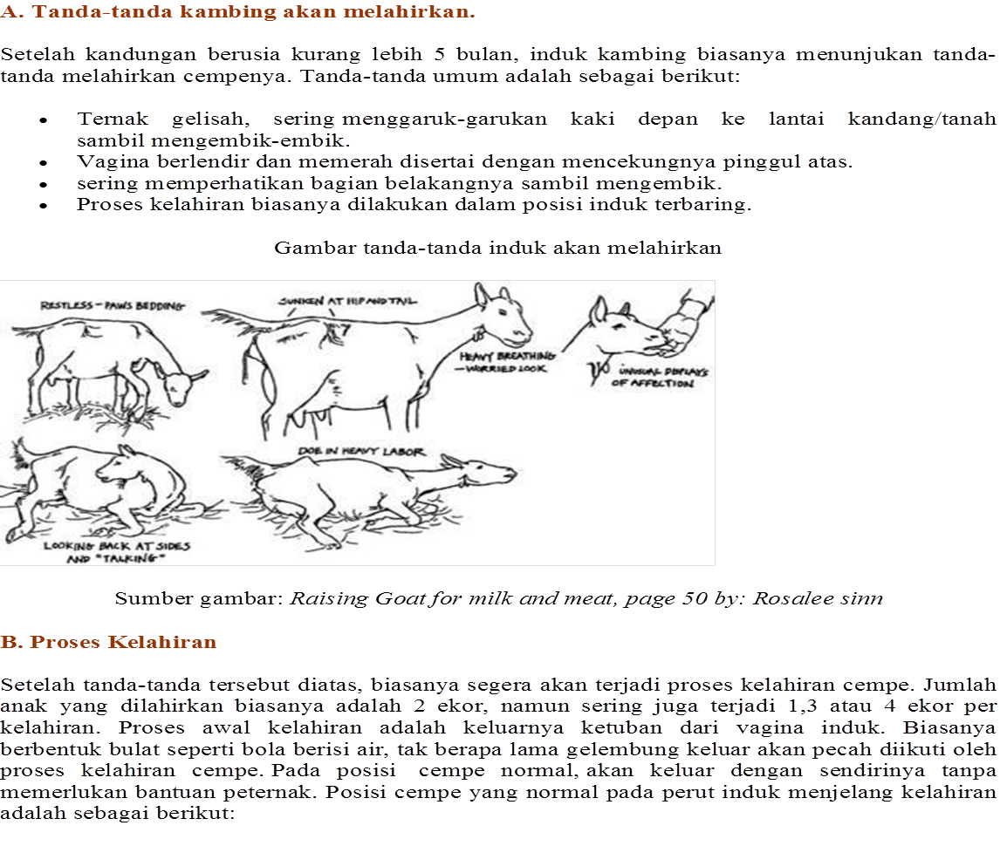 A. Tanda-tanda kambing akan melahirkan.
Setelah kandungan berusia kurang lebih 5 bulan, induk kambing biasanya menunjukan tanda-
tanda melahirkan cempenya. Tanda-tanda umum adalah sebagai berikut:
• Ternak gelisah, sering menggaruk-garukan kaki depan ke lantai kandang/tanah
sambil mengembik-embik.
• Vagina berlendir dan memerah disertai dengan mencekungnya pinggul atas.
• sering memperhatikan bagian belakangnya sambil mengembik.
• Proses kelahiran biasanya dilakukan dalam posisi induk terbaring.
Gambar tanda-tanda induk akan melahirkan
RESTLESS - PAWS BEDDING
SUNKEN AT HIP AND TAIL
HEAVY BREATHING
- WORRIED LOOK
UNUSUAL DISPLAYS
OF AFFECTION
DOE IN HEAVY LABOR
LOOKING BACK AT SIDES
AND "TALKING"
Sumber gambar: Raising Goat for milk and meat, page 50 by: Rosalee sinn
B. Proses Kelahiran
Setelah tanda-tanda tersebut diatas, biasanya segera akan terjadi proses kelahiran cempe. Jumlah
anak yang dilahirkan biasanya adalah 2 ekor, namun sering juga terjadi 1,3 atau 4 ekor per
kelahiran. Proses awal kelahiran adalah keluarnya ketuban dari vagina induk. Biasanya
berbentuk bulat seperti bola berisi air, tak berapa lama gelembung keluar akan pecah diikuti oleh
proses kelahiran cempe. Pada posisi cempe normal, akan keluar dengan sendirinya tanpa
memerlukan bantuan peternak. Posisi cempe yang normal pada perut induk menjelang kelahiran
adalah sebagai berikut: